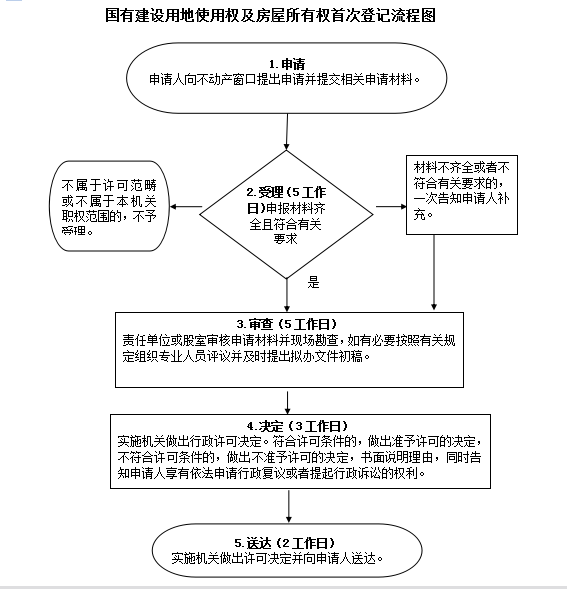 国有建设用地使用权及房屋所有权首次登记流程图
1.申请
申请人向不动产窗口提出申请并提交相关申请材料。
不属于许可范畴
或不属于本机关
职权范围的，不予
受理。
2.受理（5工作
日)申报材料齐
全且符合有关
要求
材料不齐全或者不
符合有关要求的，
一次告知申请人补
充。
是
3.审查（5工作日）
责任单位或股室审核申请材料并现场勘查，如有必要按照有关规
定组织专业人员评议并及时提出拟办文件初稿。
4.决定（3工作日）
实施机关做出行政许可决定。符合许可条件的，做出准予许可的决定，
不符合许可条件的，做出不准予许可的决定，书面说明理由，同时告
知申请人享有依法申请行政复议或者提起行政诉讼的权利。
5.送达（2工作日）
实施机关做出许可决定并向申请人送达。